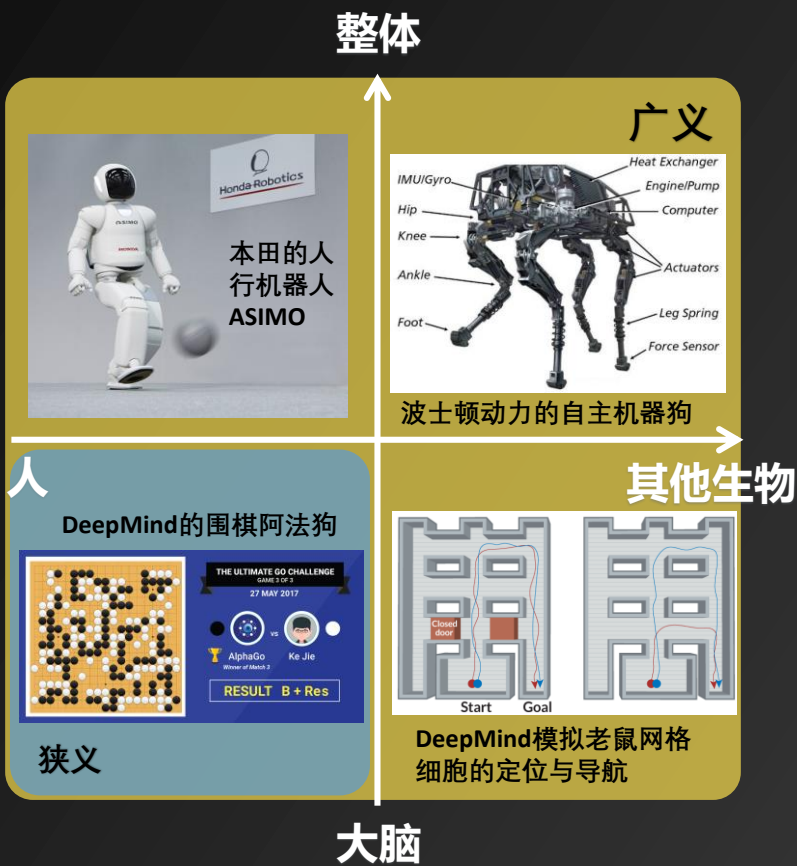 整体
广义
Honda Robotics
ASIMO
HONDA
本田的人
行机器人
ASIMO
IMU/Gyro
Hip
Knee
Ankle
Foot
Heat Exchanger
Engine/Pump
Computer
Actuators
Leg Spring
Force Sensor
波士顿动力的自主机器狗
人
其他生物
DeepMind的围棋阿法狗
THE ULTIMATE GO CHALLENGE
GAME 3 OF 3
27 MAY 2017
VS
AlphaGo
Winner of Match 3
Ke Jie
RESULT B + Res
狭义
Closed
door
Start
Goal
DeepMind模拟老鼠网格
细胞的定位与导航
大脑